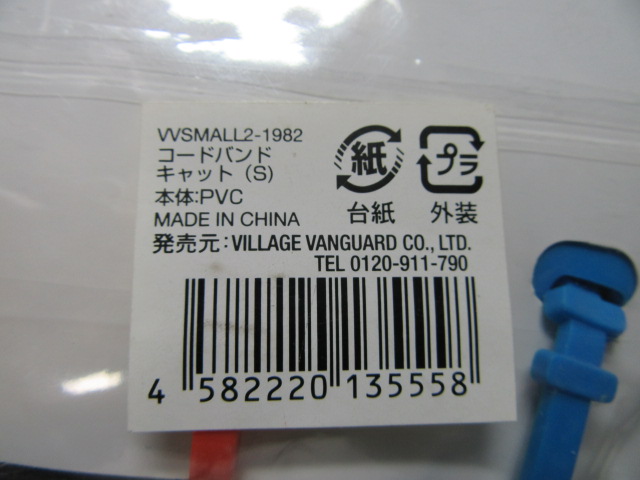 VVSMALL2-1982
コードバンド
キャット（S）
本体:PVC
MADE IN CHINA
紙
台紙
プラ
外装
発売元:VILLAGE VANGUARD CO., LTD.
TEL 0120-911-790
4 582220 135558